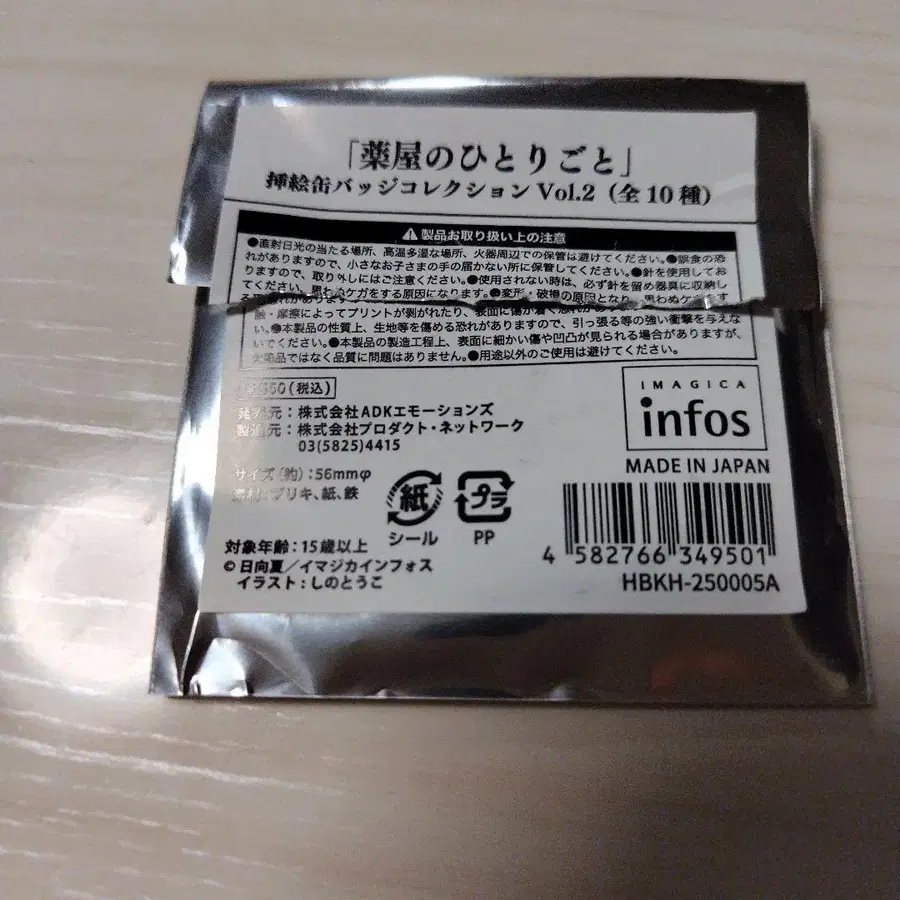 「薬屋のひとりごと」
挿絵缶バッジコレクション Vol.2（全10種）
⚠製品お取り扱い上の注意
●直射日光の当たる場所、高温多湿な場所、火器周辺での保管は避けてください。●誤食の恐
れがありますので、小さなお子さまの手の届かない所に保管してください。●針を使用してお
りますので、取り外しにはご注意ください。●使用されない時は、必ず針を留め器具に収納し
てください。思わぬケガをする原因になります。●変形・破損の原因となり、思わぬケガをす
触・摩擦によってプリントが剥がれたり、表面に傷が着く恐れがあり
いでください。●本製品の性質上、生地等を傷める恐れがありますので、引っ張る等の強い衝撃を与えな
●本製品の製造工程上、表面に細かい傷や凹凸が見られる場合がありますが、
不良品ではなく品質に問題はありません。●用途以外のご使用は避けてください。
(税込)
発売元：株式会社ADKエモーションズ
製造元：株式会社プロダクト・ネットワーク
03(5825)4415
サイズ（約）：56mmφ
素材：ブリキ、紙、鉄
紙
シール
プラ
PP
対象年齢：15歳以上
© 日向夏／イマジカインフォス
イラスト：しのとうこ
IMAGICA
infos
MADE IN JAPAN
4 582766 349501
HBKH-250005A